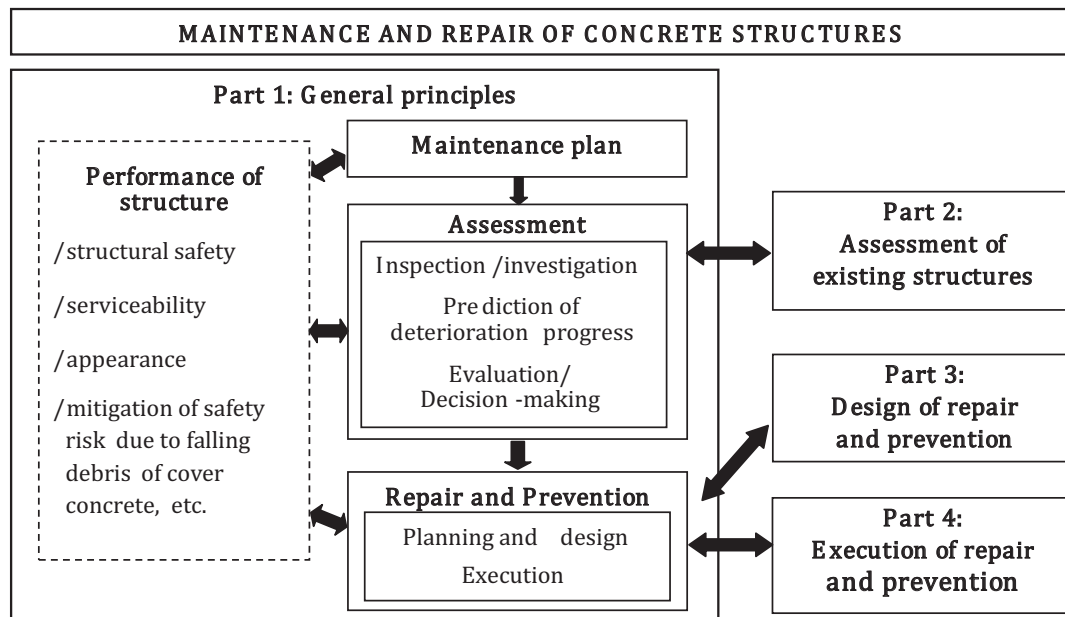 MAINTENANCE AND REPAIR OF CONCRETE STRUCTURES
Part 1: General principles
Performance of
structure
/structural safety
/serviceability
/appearance
/mitigation of safety
risk due to falling
debris of cover
concrete, etc.
Maintenance plan
Assessment
Inspection /investigation
Prediction of
deterioration progress
Evaluation/
Decision -making
Repair and Prevention
Planning and design
Execution
Part 2:
Assessment of
existing structures
Part 3:
Design of repair
and prevention
Part 4:
Execution of repair
and prevention